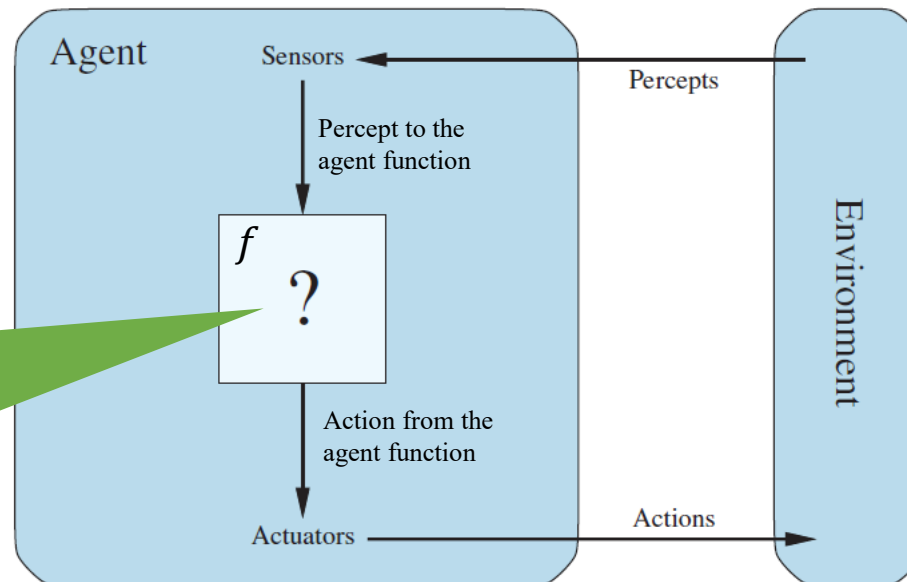 Agent
Sensors
Percepts
Percept to the
agent function
f
?
Environment
Action from the
agent function
Actuators
Actions